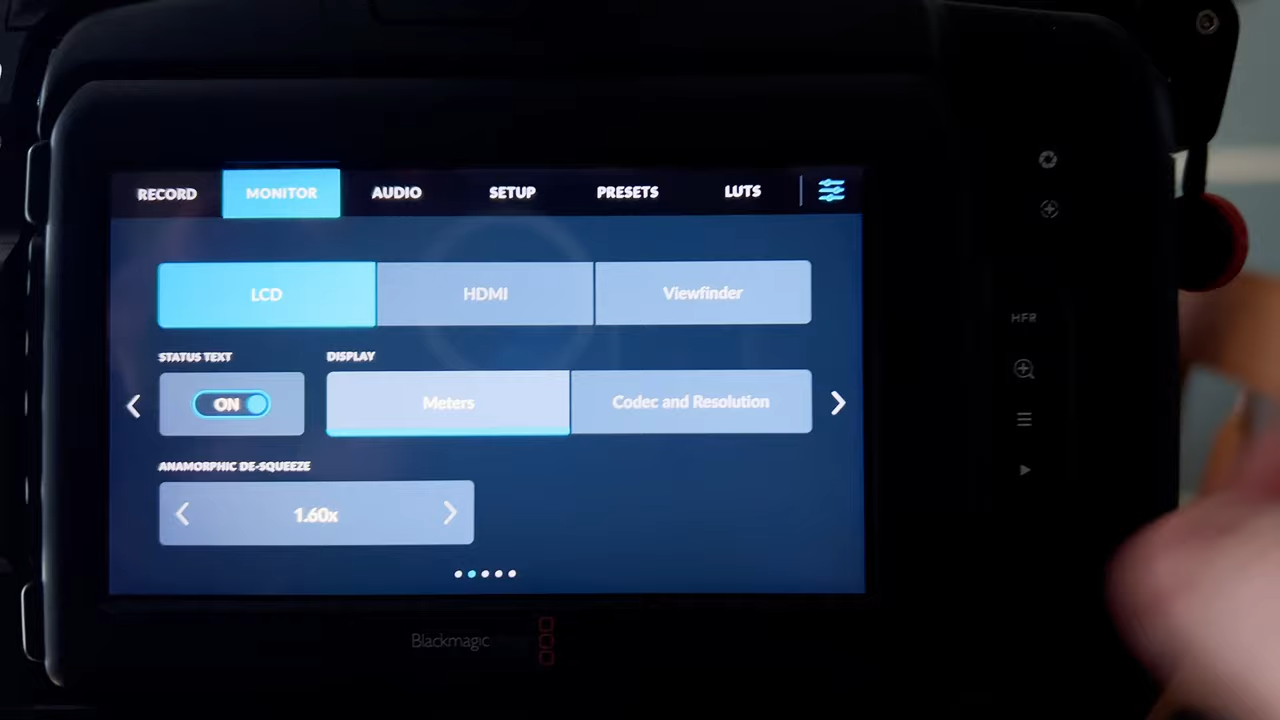 RECORD MONITOR AUDIO SETUP PRESETS LUTS
LCD HDMI Viewfinder
STATUS TEXT DISPLAY
ON Meters Codec and Resolution
ANAMORPHIC DE-SQUEEZE
1.60x
HFR
Blackmagic